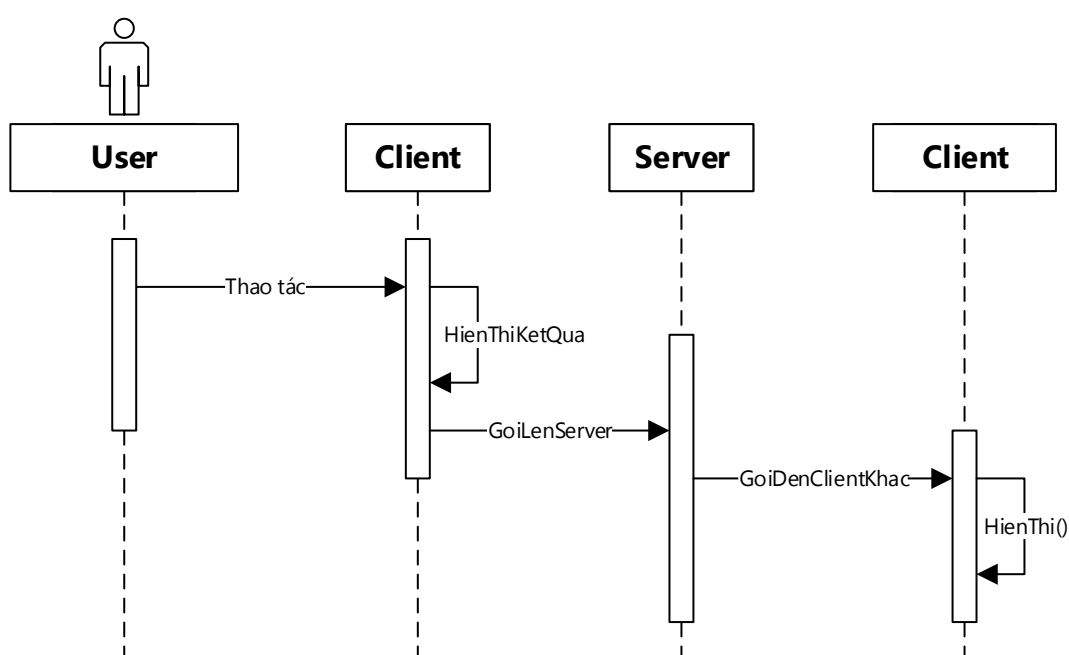 User
Client
Server
Client
Thao tác
HienThiKetQua
GoiLenServer
GoiDenClientKhac
HienThi()